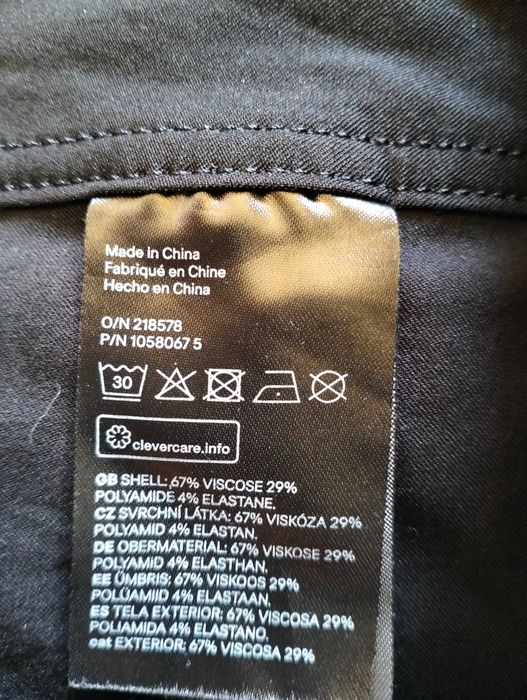 Made in China
Fabriqué en Chine
Hecho en China
O/N 218578
P/N 1058067 5
30
clevercare.info
GB SHELL: 67% VISCOSE 29%
POLYAMIDE 4% ELASTANE.
CZ SVRCHNÍ LÁTKA: 67% VISKÓZA 29%
POLYAMID 4% ELASTAN.
DE OBERMATERIAL: 67% VISKOSE 29%
POLYAMID 4% ELASTHAN.
EE ÜMBRIS: 67% VISKOOS 29%
POLÜAMIID 4% ELASTAAN.
ES TELA EXTERIOR: 67% VISCOSA 29%
POLIAMIDA 4% ELASTANO.
cat EXTERIOR: 67% VISCOSA 29%